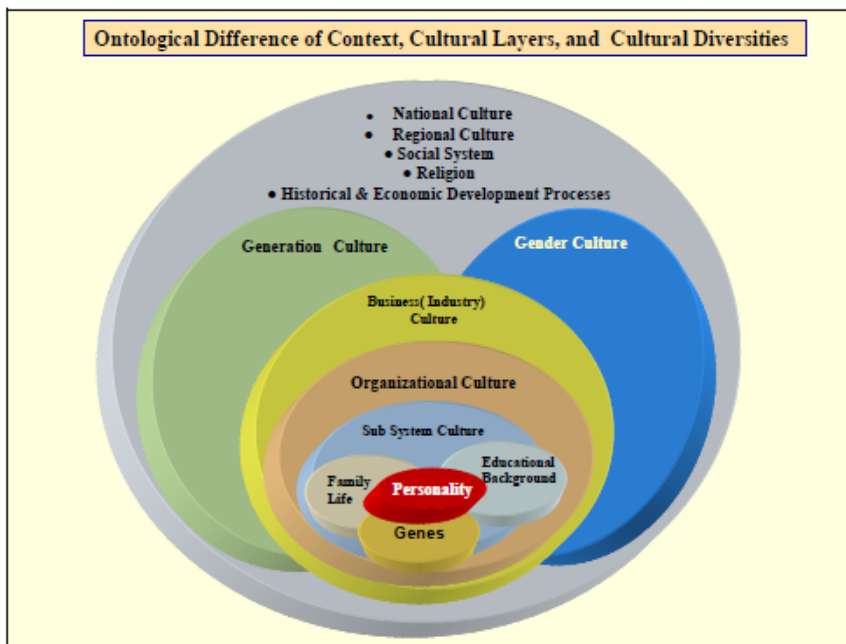 Ontological Difference of Context, Cultural Layers, and Cultural Diversities
• National Culture
• Regional Culture
• Social System
• Religion
• Historical & Economic Development Processes
Generation Culture
Gender Culture
Business( Industry)
Culture
Organizational Culture
Sub System Culture
Family
Life
Educational
Background
Personality
Genes